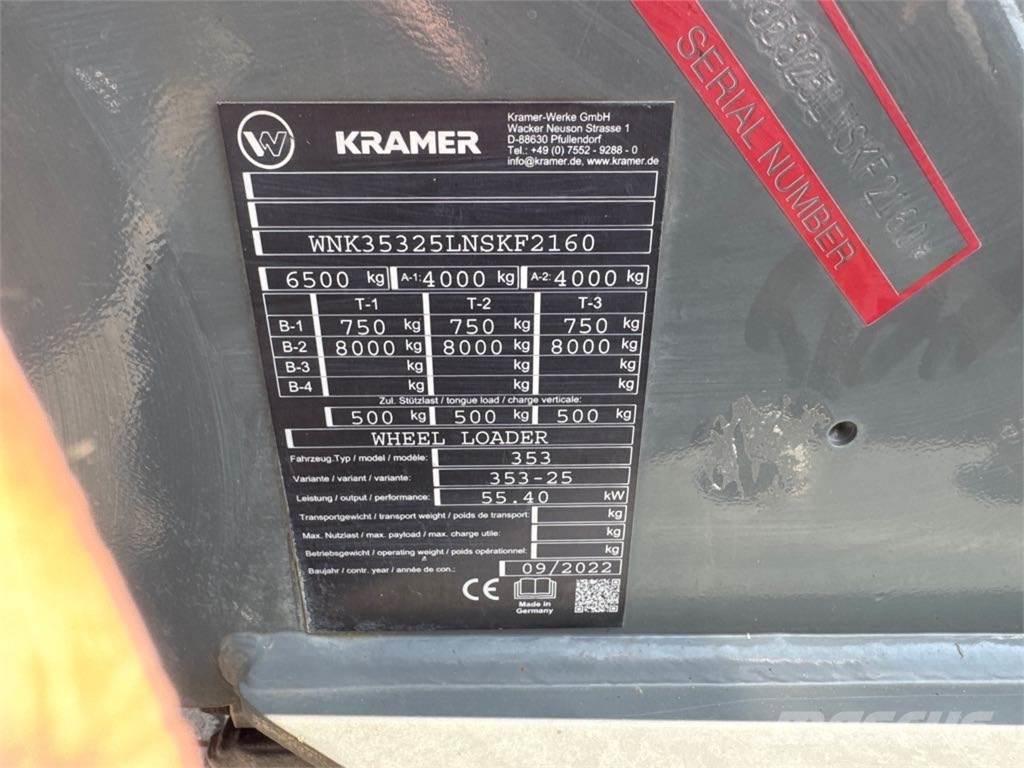 W KRAMER
Kramer-Werke GmbH
Wacker Neuson Strasse 1
D-88630 Pfullendorf
Tel.: +49 (0) 7552 - 9288 - 0
info@kramer.de, www.kramer.de
WNK35325LNSKF2160
6500 kg A-1: 4000 kg A-2: 4000 kg
T-1 T-2 T-3
B-1 750 kg 750 kg 750 kg
B-2 8000 kg 8000 kg 8000 kg
B-3 kg kg kg
B-4 kg kg kg
Zul. Stützlast / tongue load / charge verticale:
500 kg 500 kg 500 kg
WHEEL LOADER
Fahrzeug.Typ / model / modèle: 353
Variante / variant / variante: 353-25
Leistung / output / performance: 55.40 kW
Transportgewicht / transport weight / poids de transport: kg
Max. Nutzlast / max. payload / max. charge utile: kg
Betriebsgewicht / operating weight / poids opérationnel: kg
Baujahr / contr. year / année de con.: 09/2022
CE
Made in
Germany
SERIAL NUMBER
mascus